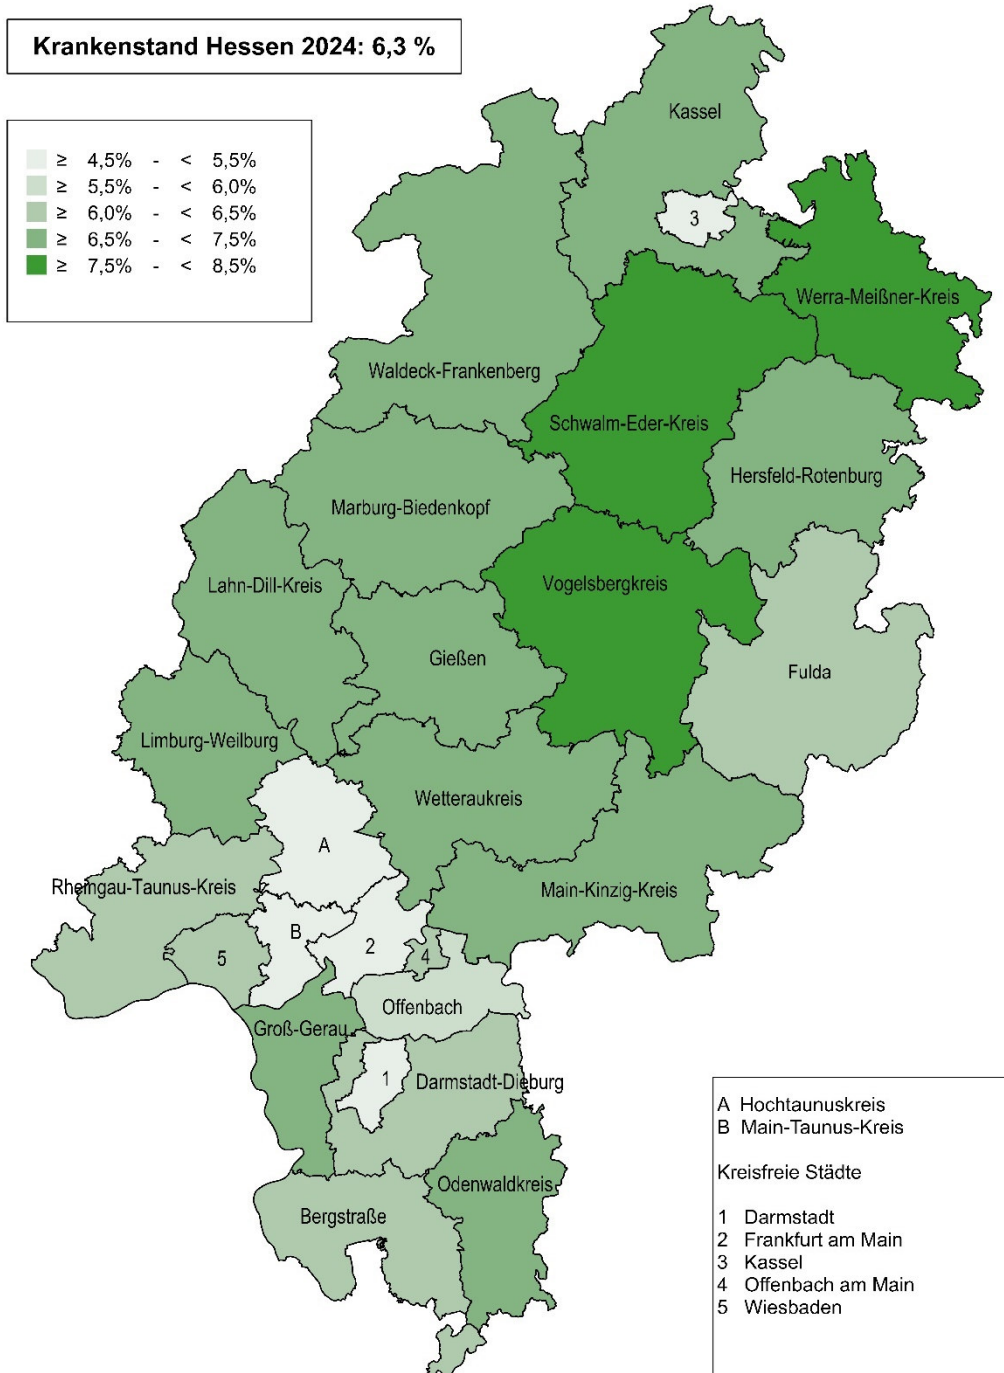 Krankenstand Hessen 2024: 6,3 %
≥ 4,5% - < 5,5%
≥ 5,5% - < 6,0%
≥ 6,0% - < 6,5%
≥ 6,5% - < 7,5%
≥ 7,5% - < 8,5%
Kassel
3
Werra-Meißner-Kreis
Waldeck-Frankenberg
Schwalm-Eder-Kreis
Hersfeld-Rotenburg
Marburg-Biedenkopf
Lahn-Dill-Kreis
Vogelsbergkreis
Gießen
Fulda
Limburg-Weilburg
Wetteraukreis
A
Rheingau-Taunus-Kreis
Main-Kinzig-Kreis
B
2
5
4
Offenbach
Groß-Gerau
1
Darmstadt-Dieburg
Odenwaldkreis
Bergstraße
A Hochtaunuskreis
B Main-Taunus-Kreis
Kreisfreie Städte
1 Darmstadt
2 Frankfurt am Main
3 Kassel
4 Offenbach am Main
5 Wiesbaden